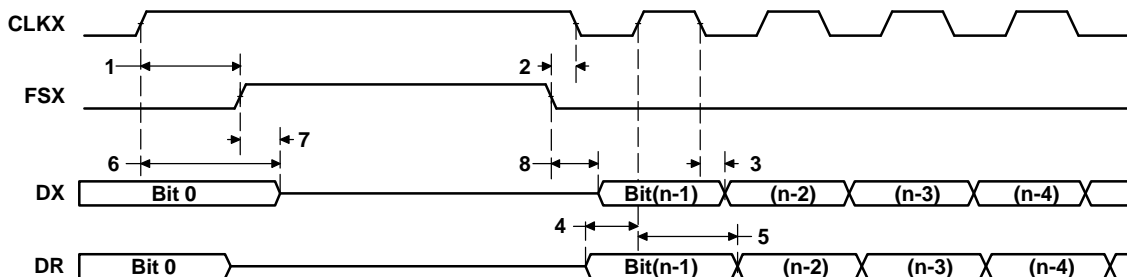 CLKX
1
2
FSX
7
6
8
3
DX
Bit 0
Bit(n-1)
(n-2)
(n-3)
(n-4)
4
5
DR
Bit 0
Bit(n-1)
(n-2)
(n-3)
(n-4)